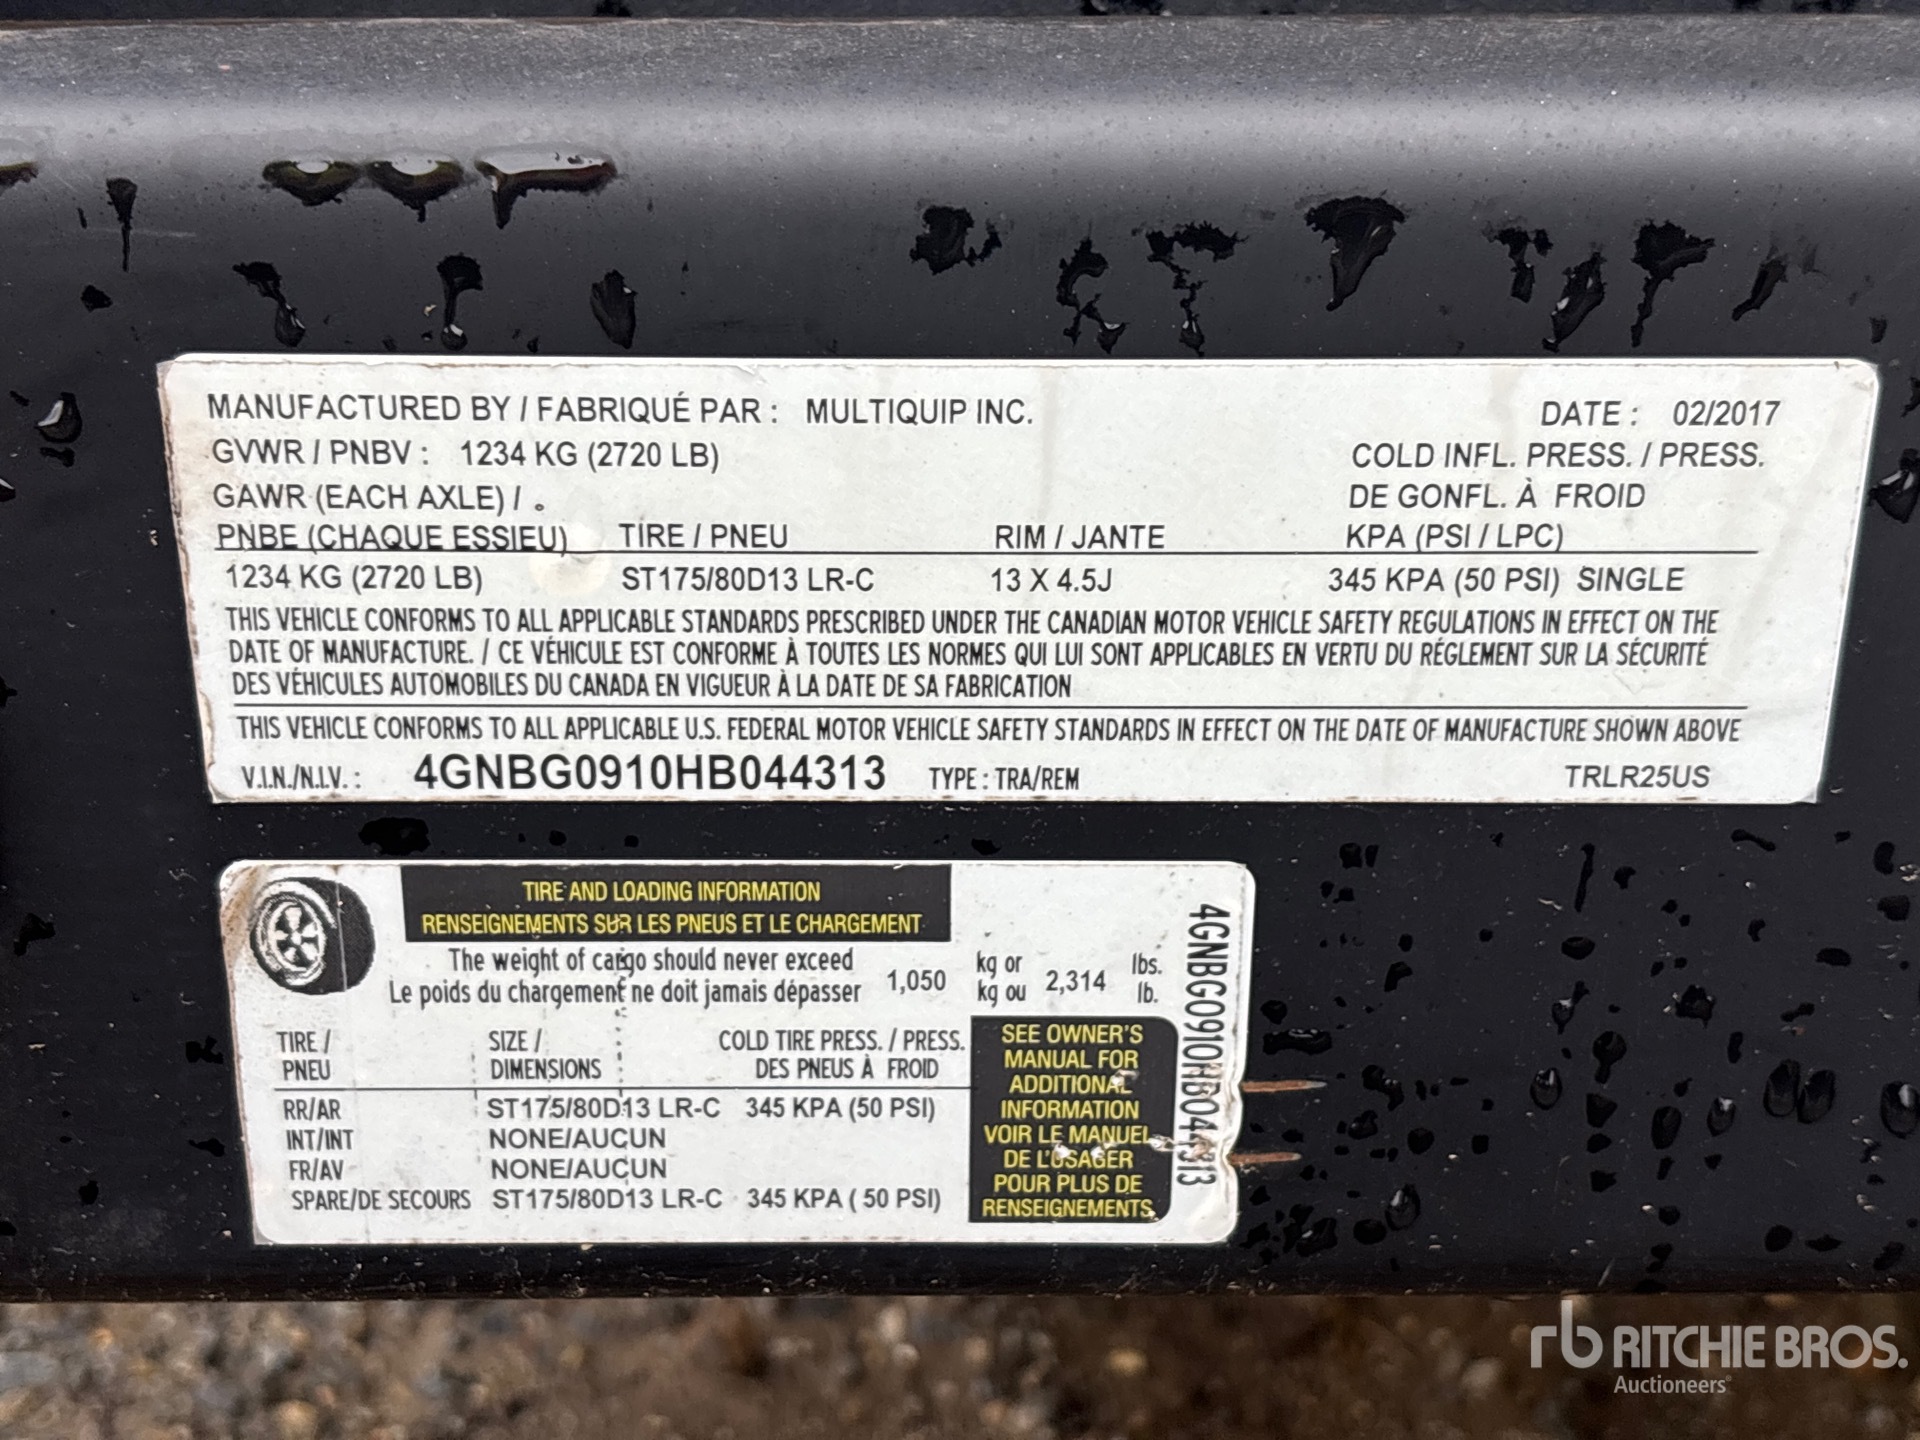 MANUFACTURED BY / FABRIQUÉ PAR : MULTIQUIP INC. DATE : 02/2017
GVWR / PNBV : 1234 KG (2720 LB) COLD INFL. PRESS. / PRESS.
GAWR (EACH AXLE) / . DE GONFL. À FROID
PNBE (CHAQUE ESSIEU) TIRE / PNEU RIM / JANTE KPA (PSI / LPC)
1234 KG (2720 LB) ST175/80D13 LR-C 13 X 4.5J 345 KPA (50 PSI) SINGLE
THIS VEHICLE CONFORMS TO ALL APPLICABLE STANDARDS PRESCRIBED UNDER THE CANADIAN MOTOR VEHICLE SAFETY REGULATIONS IN EFFECT ON THE
DATE OF MANUFACTURE. / CE VÉHICULE EST CONFORME À TOUTES LES NORMES QUI LUI SONT APPLICABLES EN VERTU DU RÉGLEMENT SUR LA SÉCURITÉ
DES VÉHICULES AUTOMOBILES DU CANADA EN VIGUEUR À LA DATE DE SA FABRICATION
THIS VEHICLE CONFORMS TO ALL APPLICABLE U.S. FEDERAL MOTOR VEHICLE SAFETY STANDARDS IN EFFECT ON THE DATE OF MANUFACTURE SHOWN ABOVE
V.I.N./N.I.V. : 4GNBG0910HB044313 TYPE : TRA/REM TRLR25US
TIRE AND LOADING INFORMATION
RENSEIGNEMENTS SUR LES PNEUS ET LE CHARGEMENT
The weight of cargo should never exceed 1,050 kg or 2,314 lbs.
Le poids du chargement ne doit jamais dépasser kg ou lb.
TIRE / SIZE / COLD TIRE PRESS. / PRESS.
PNEU DIMENSIONS DES PNEUS À FROID
RR/AR ST175/80D13 LR-C 345 KPA (50 PSI)
INT/INT NONE/AUCUN
FR/AV NONE/AUCUN
SPARE/DE SECOURS ST175/80D13 LR-C 345 KPA ( 50 PSI)
SEE OWNER'S
MANUAL FOR
ADDITIONAL
INFORMATION
VOIR LE MANUEL
DE L'USAGER
POUR PLUS DE
RENSEIGNEMENTS
4GNBG0910HB044313
rb RITCHIE BROS.
Auctioneers